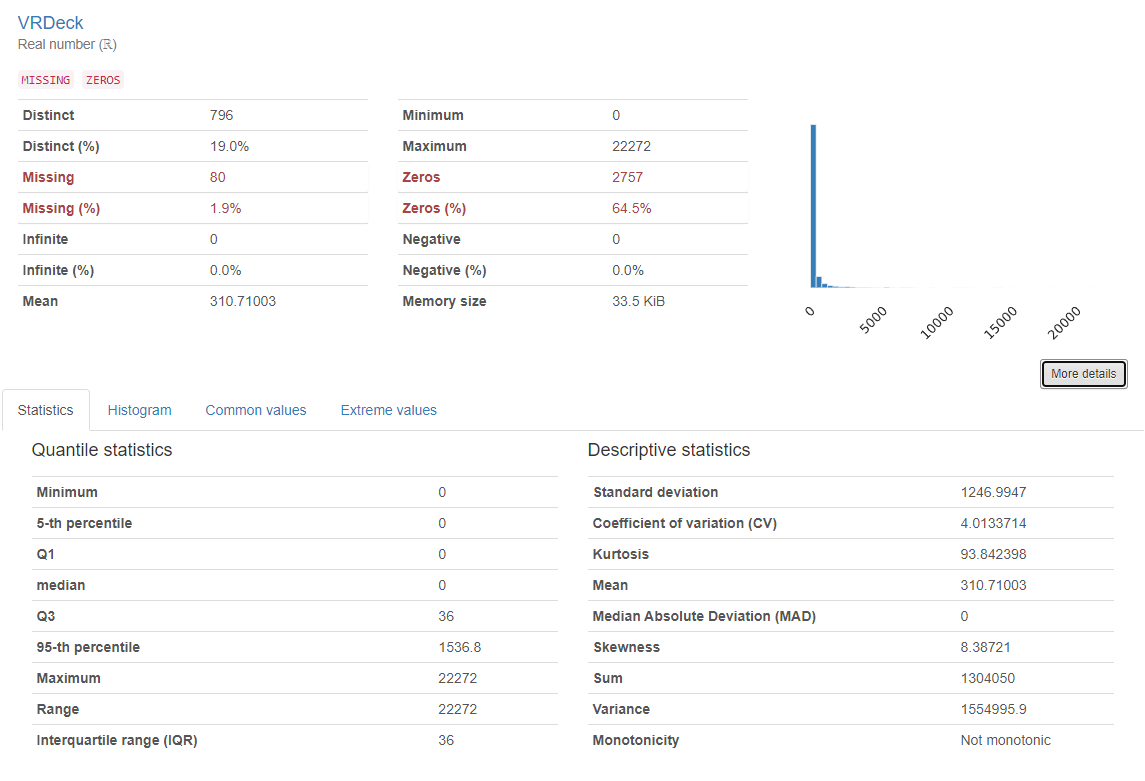 VRDeck
Real number (ℝ)
MISSING ZEROS
Distinct 796
Distinct (%) 19.0%
Missing 80
Missing (%) 1.9%
Infinite 0
Infinite (%) 0.0%
Mean 310.71003
Minimum 0
Maximum 22272
Zeros 2757
Zeros (%) 64.5%
Negative 0
Negative (%) 0.0%
Memory size 33.5 KiB
0 5000 10000 15000 20000
More details
Statistics Histogram Common values Extreme values
Quantile statistics
Minimum 0
5-th percentile 0
Q1 0
median 0
Q3 36
95-th percentile 1536.8
Maximum 22272
Range 22272
Interquartile range (IQR) 36
Descriptive statistics
Standard deviation 1246.9947
Coefficient of variation (CV) 4.0133714
Kurtosis 93.842398
Mean 310.71003
Median Absolute Deviation (MAD) 0
Skewness 8.38721
Sum 1304050
Variance 1554995.9
Monotonicity Not monotonic